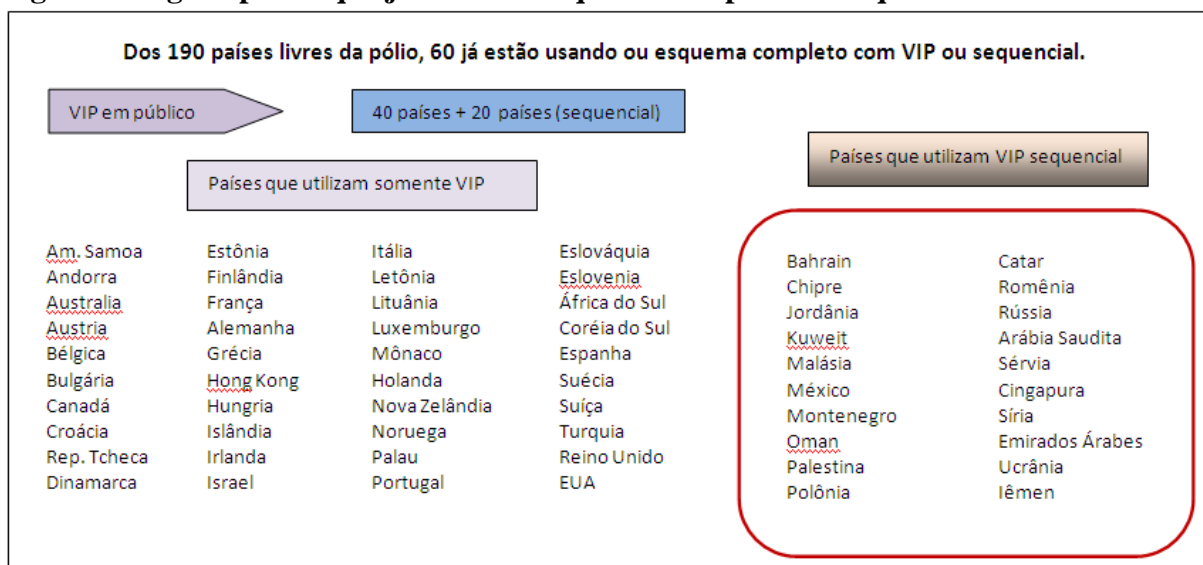 Dos 190 países livres da pólio, 60 já estão usando ou esquema completo com VIP ou sequencial.
VIP em público
40 países + 20 países (sequencial)
Países que utilizam somente VIP
Am. Samoa Estônia Itália Eslováquia
Andorra Finlândia Letônia Eslovenia
Australia França Lituânia África do Sul
Austria Alemanha Luxemburgo Coréia do Sul
Bélgica Grécia Mônaco Espanha
Bulgária Hong Kong Holanda Suécia
Canadá Hungria Nova Zelândia Suíça
Croácia Islândia Noruega Turquia
Rep. Tcheca Irlanda Palau Reino Unido
Dinamarca Israel Portugal EUA
Países que utilizam VIP sequencial
Bahrain Catar
Chipre Romênia
Jordânia Rússia
Kuweit Arábia Saudita
Malásia Sérvia
México Cingapura
Montenegro Síria
Oman Emirados Árabes
Palestina Ucrânia
Polônia Iêmen